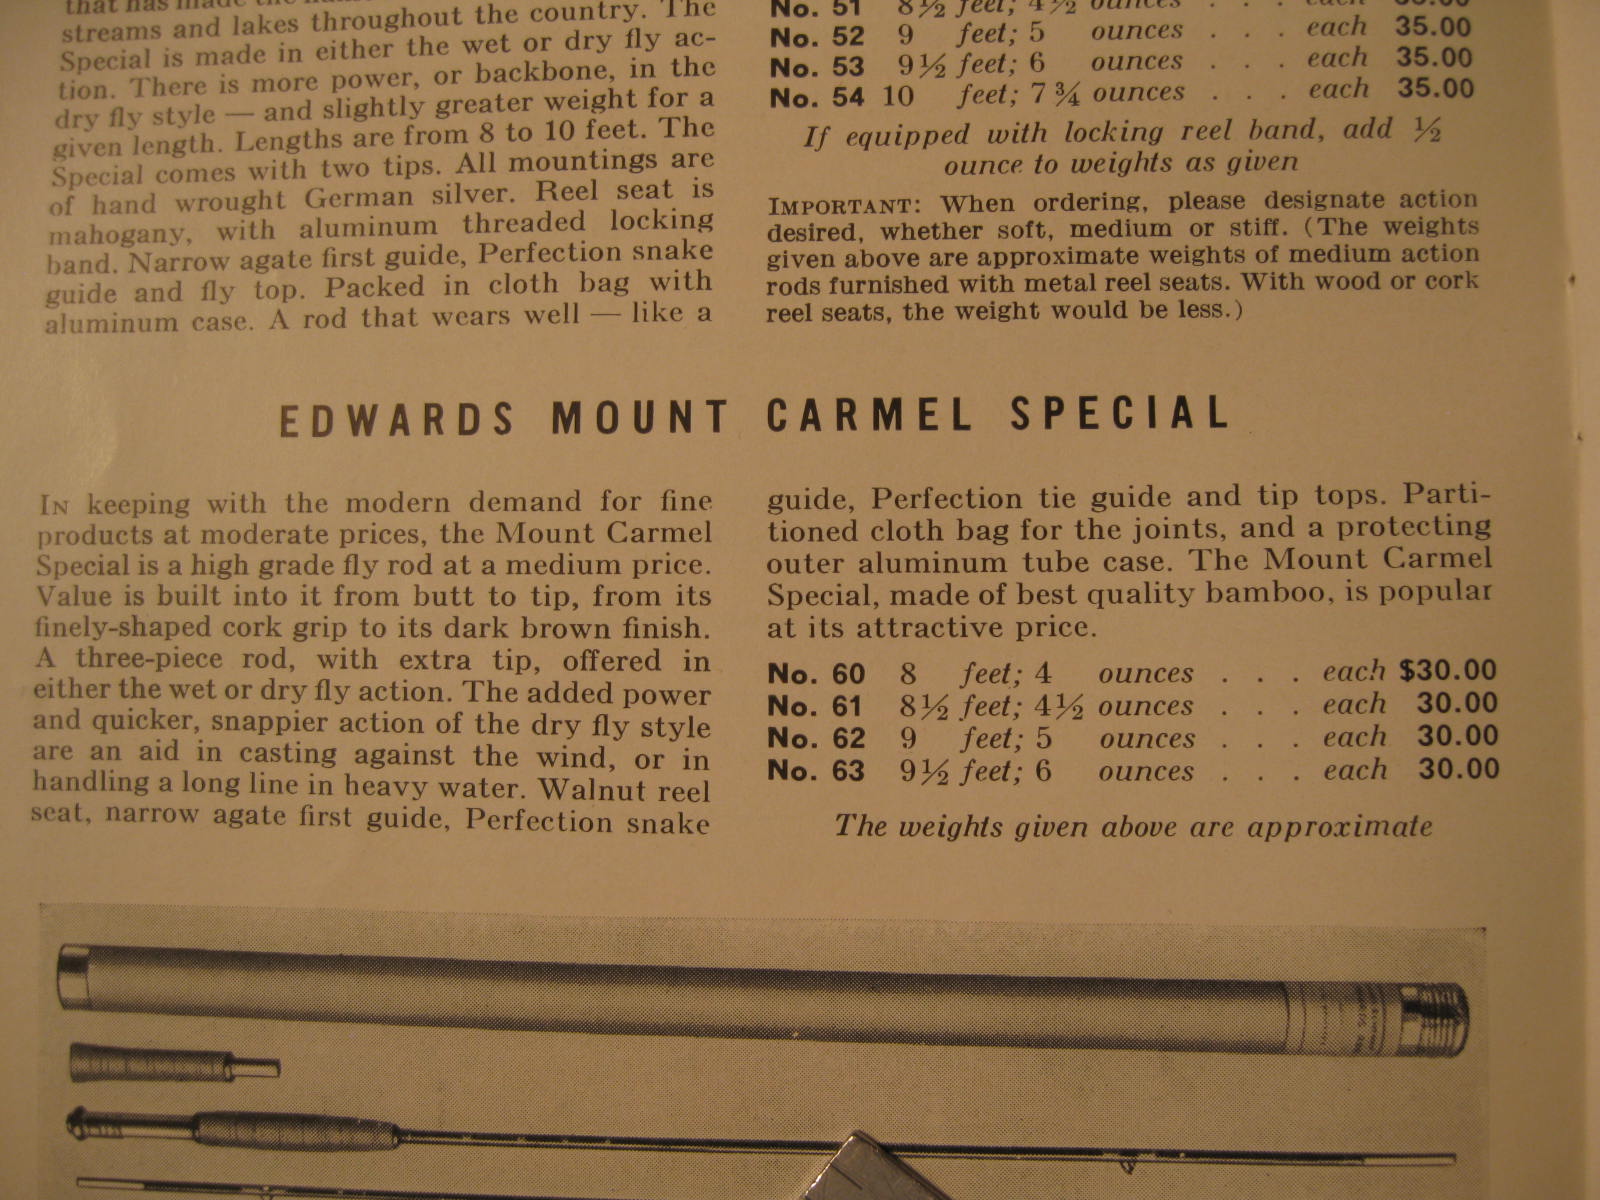 that has made the
streams and lakes throughout the country. The
Special is made in either the wet or dry fly ac-
tion. There is more power, or backbone, in the
dry fly style — and slightly greater weight for a
given length. Lengths are from 8 to 10 feet. The
Special comes with two tips. All mountings are
of hand wrought German silver. Reel seat is
mahogany, with aluminum threaded locking
band. Narrow agate first guide, Perfection snake
guide and fly top. Packed in cloth bag with
aluminum case. A rod that wears well — like a
No. 51 8½ feet; 4½ ounces . . . each 35.00
No. 52 9 feet; 5 ounces . . . each 35.00
No. 53 9½ feet; 6 ounces . . . each 35.00
No. 54 10 feet; 7¾ ounces . . . each 35.00
If equipped with locking reel band, add ½
ounce to weights as given
IMPORTANT: When ordering, please designate action
desired, whether soft, medium or stiff. (The weights
given above are approximate weights of medium action
rods furnished with metal reel seats. With wood or cork
reel seats, the weight would be less.)
EDWARDS MOUNT CARMEL SPECIAL
IN keeping with the modern demand for fine
products at moderate prices, the Mount Carmel
Special is a high grade fly rod at a medium price.
Value is built into it from butt to tip, from its
finely-shaped cork grip to its dark brown finish.
A three-piece rod, with extra tip, offered in
either the wet or dry fly action. The added power
and quicker, snappier action of the dry fly style
are an aid in casting against the wind, or in
handling a long line in heavy water. Walnut reel
seat, narrow agate first guide, Perfection snake
guide, Perfection tie guide and tip tops. Parti-
tioned cloth bag for the joints, and a protecting
outer aluminum tube case. The Mount Carmel
Special, made of best quality bamboo, is popular
at its attractive price.
No. 60 8 feet; 4 ounces . . . each $30.00
No. 61 8½ feet; 4½ ounces . . . each 30.00
No. 62 9 feet; 5 ounces . . . each 30.00
No. 63 9½ feet; 6 ounces . . . each 30.00
The weights given above are approximate